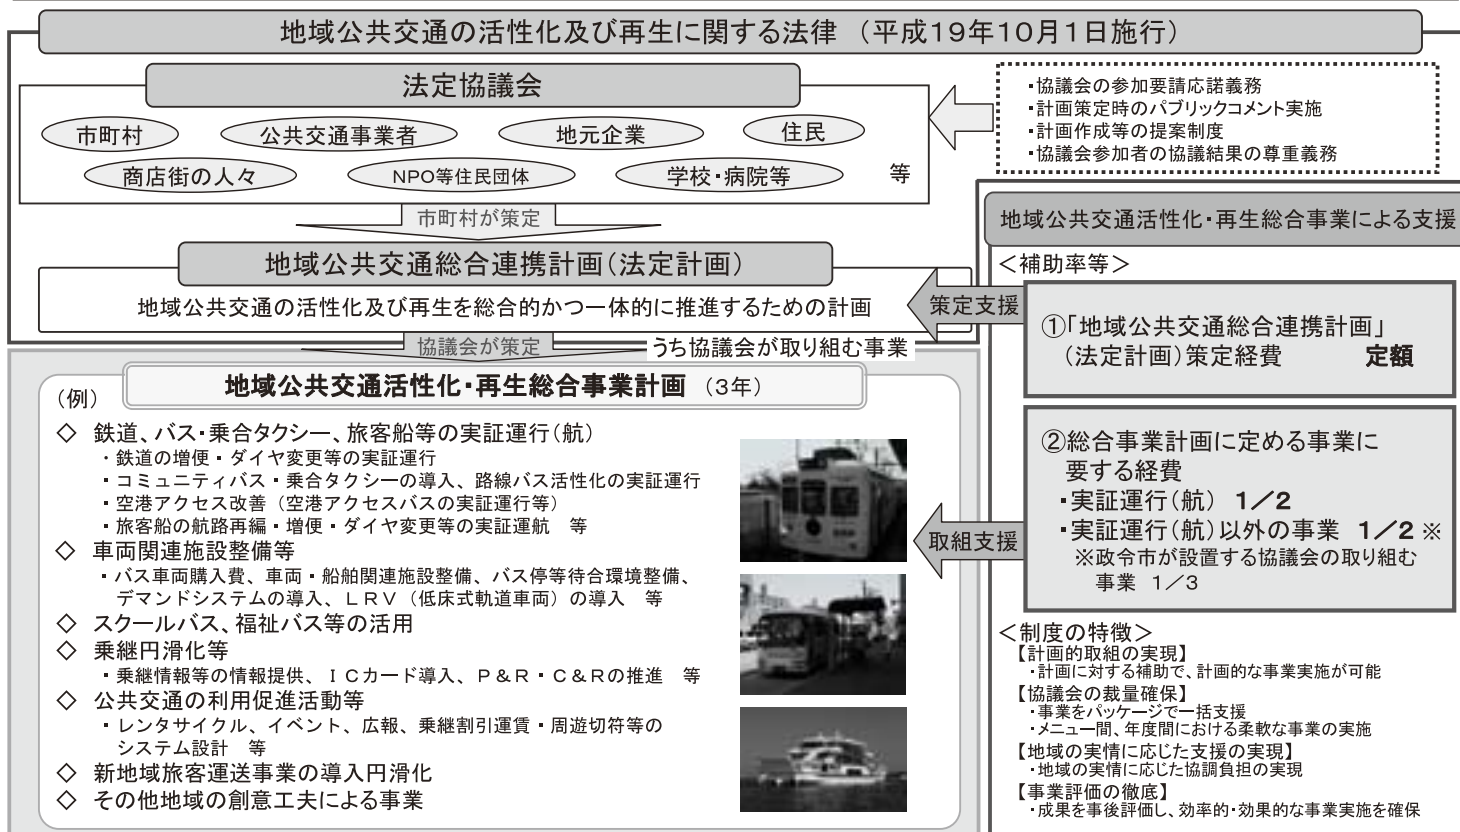 地域公共交通の活性化及び再生に関する法律 (平成19年10月1日施行)
法定協議会
市町村
公共交通事業者
地元企業
住民
商店街の人々
NPO等住民団体
学校・病院等
等
・協議会の参加要請応諾義務
・計画策定時のパブリックコメント実施
・計画作成等の提案制度
・協議会参加者の協議結果の尊重義務
市町村が策定
地域公共交通総合連携計画(法定計画)
地域公共交通の活性化及び再生を総合的かつ一体的に推進するための計画
協議会が策定
うち協議会が取り組む事業
地域公共交通活性化・再生総合事業計画 (3年)
(例)
◇ 鉄道、バス・乗合タクシー、旅客船等の実証運行(航)
・鉄道の増便・ダイヤ変更等の実証運行
・コミュニティバス・乗合タクシーの導入、路線バス活性化の実証運行
・空港アクセス改善(空港アクセスバスの実証運行等)
・旅客船の航路再編・増便・ダイヤ変更等の実証運航 等
◇ 車両関連施設整備等
・バス車両購入費、車両・船舶関連施設整備、バス停等待合環境整備、
デマンドシステムの導入、LRV(低床式軌道車両)の導入 等
◇ スクールバス、福祉バス等の活用
◇ 乗継円滑化等
・乗継情報等の情報提供、ICカード導入、P&R・C&Rの推進 等
◇ 公共交通の利用促進活動等
・レンタサイクル、イベント、広報、乗継割引運賃・周遊切符等の
システム設計 等
◇ 新地域旅客運送事業の導入円滑化
◇ その他地域の創意工夫による事業
地域公共交通活性化・再生総合事業による支援
<補助率等>
策定支援
①「地域公共交通総合連携計画」
(法定計画)策定経費 定額
取組支援
②総合事業計画に定める事業に
要する経費
・実証運行(航) 1/2
・実証運行(航)以外の事業 1/2 ※
※政令市が設置する協議会の取り組む
事業 1/3
<制度の特徴>
【計画的取組の実現】
・計画に対する補助で、計画的な事業実施が可能
【協議会の裁量確保】
・事業をパッケージで一括支援
・メニュー間、年度間における柔軟な事業の実施
【地域の実情に応じた支援の実現】
・地域の実情に応じた協調負担の実現
【事業評価の徹底】
・成果を事後評価し、効率的・効果的な事業実施を確保